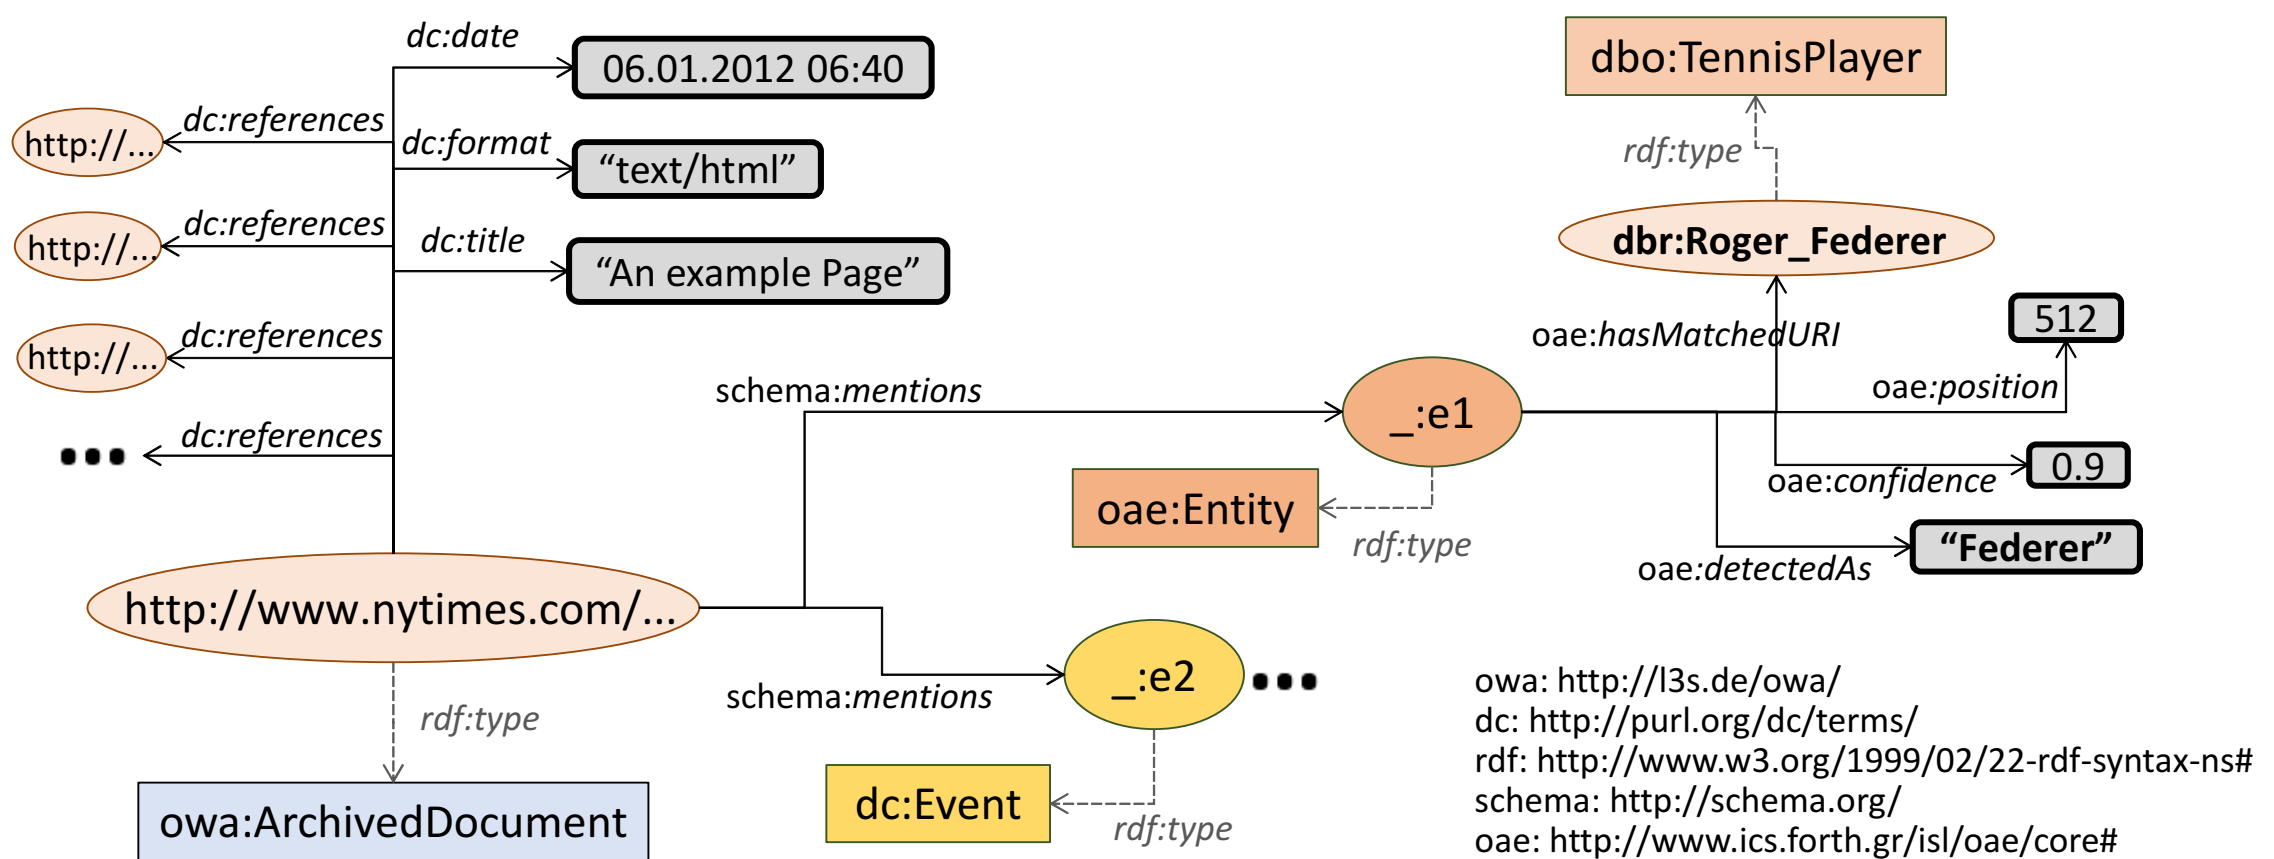 dc:date
06.01.2012 06:40
dc:references
http://...
dc:format
“text/html”
dc:references
http://...
dc:title
“An example Page”
dc:references
http://...
dc:references
...
http://www.nytimes.com/...
rdf:type
owa:ArchivedDocument
schema:mentions
_:e1
oae:Entity
rdf:type
schema:mentions
_:e2
...
dc:Event
rdf:type
dbo:TennisPlayer
rdf:type
dbr:Roger_Federer
oae:hasMatchedURI
512
oae:position
0.9
oae:confidence
“Federer”
oae:detectedAs
owa: http://l3s.de/owa/
dc: http://purl.org/dc/terms/
rdf: http://www.w3.org/1999/02/22-rdf-syntax-ns#
schema: http://schema.org/
oae: http://www.ics.forth.gr/isl/oae/core#